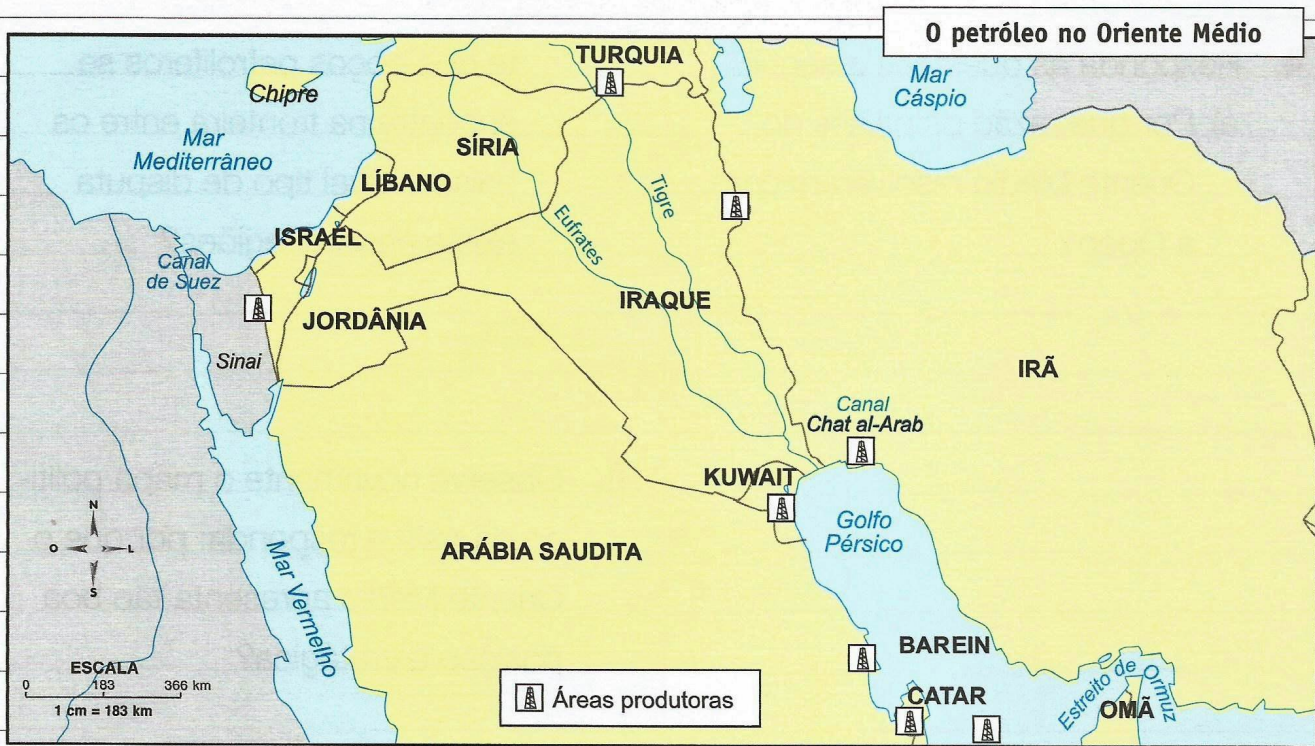 O petróleo no Oriente Médio
TURQUIA
Mar
Cáspio
Chipre
Mar
Mediterrâneo
SÍRIA
LÍBANO
Tigre
Eufrates
ISRAEL
Canal
de Suez
IRAQUE
JORDÂNIA
Sinai
IRÃ
Canal
Chat al-Arab
KUWAIT
Golfo
Pérsico
N
O
L
S
ARÁBIA SAUDITA
Mar Vermelho
BAREIN
ESCALA
0 183 366 km
1 cm = 183 km
Áreas produtoras
CATAR
Estreito de Ormuz
OMÃ